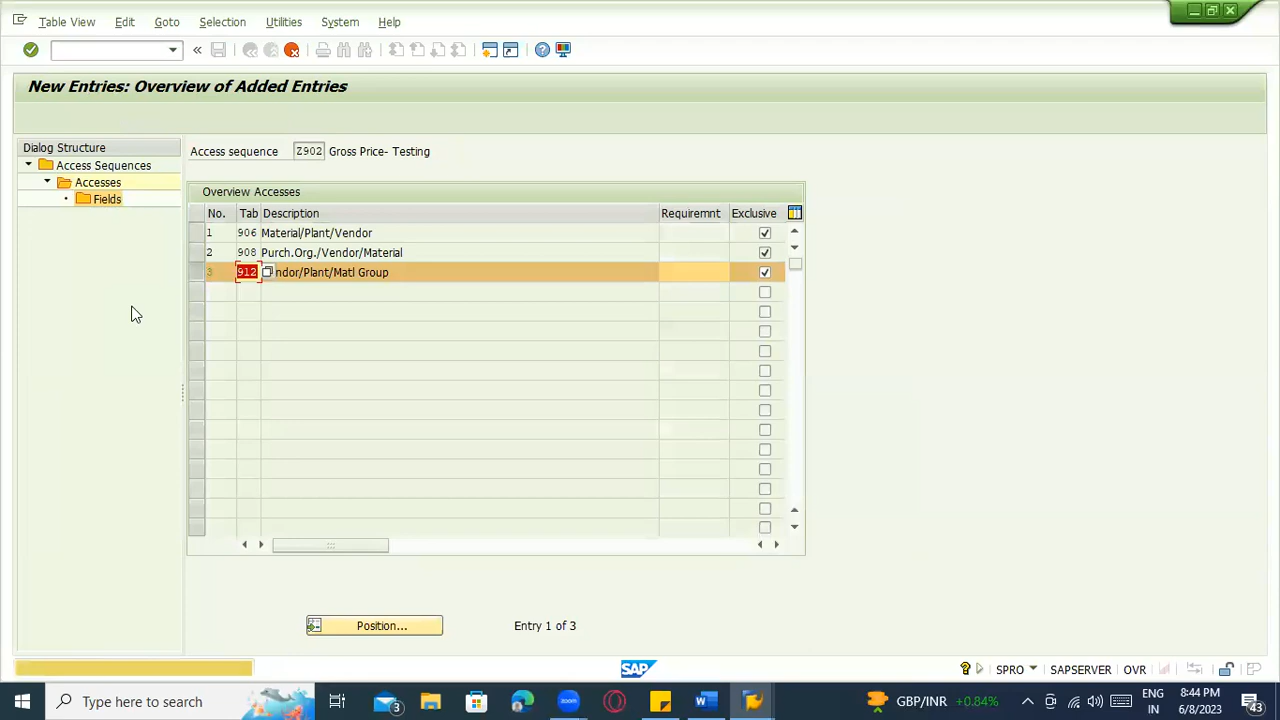 Table View Edit Goto Selection Utilities System Help
New Entries: Overview of Added Entries
Dialog Structure
Access Sequences
Accesses
Fields
Access sequence Z902 Gross Price- Testing
Overview Accesses
No. Tab Description Requiremnt Exclusive
1 906 Material/Plant/Vendor
2 908 Purch.Org./Vendor/Material
3 912 ndor/Plant/Matl Group
Position... Entry 1 of 3
SAP SPRO SAPSERVER OVR
Type here to search 3 GBP/INR +0.84% ENG IN 8:44 PM 6/8/2023 43